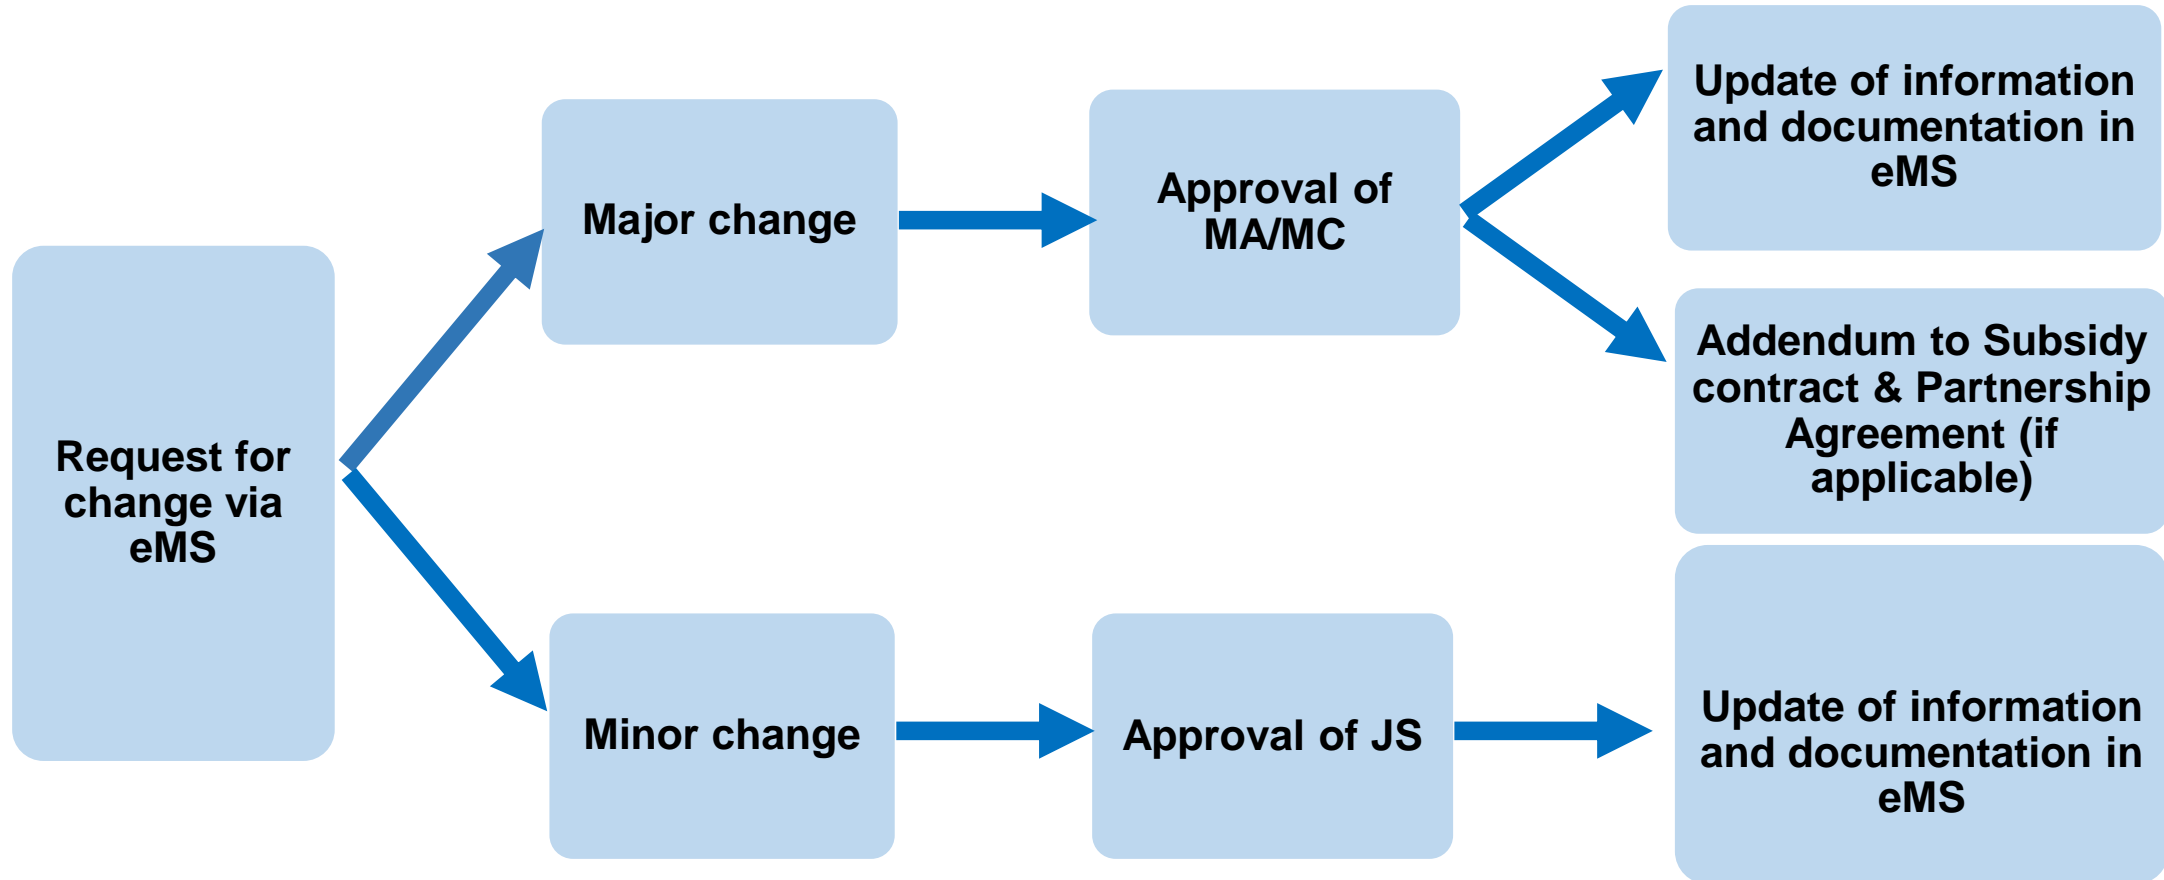 Request for
change via
eMS
Major change
Approval of
MA/MC
Update of information
and documentation in
eMS
Addendum to Subsidy
contract & Partnership
Agreement (if
applicable)
Minor change
Approval of JS
Update of information
and documentation in
eMS